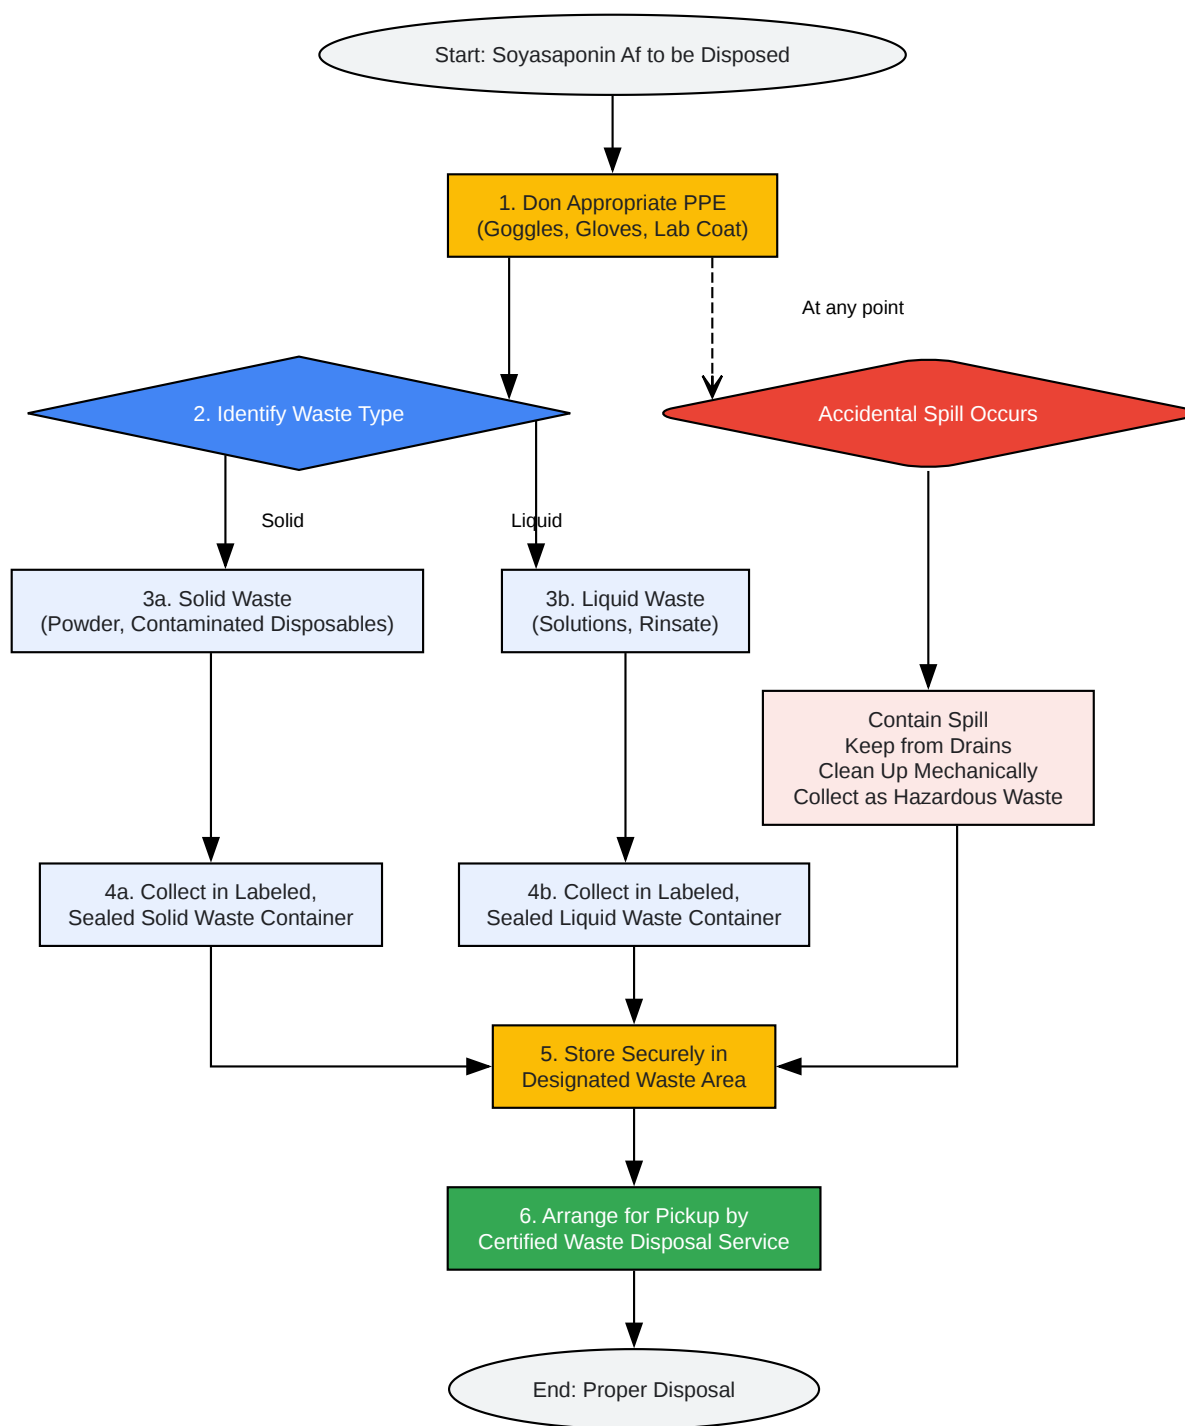 Start: Soyasaponin Af to be Disposed
1. Don Appropriate PPE
(Goggles, Gloves, Lab Coat)
At any point
2. Identify Waste Type
Accidental Spill Occurs
Solid
Liquid
3a. Solid Waste
(Powder, Contaminated Disposables)
3b. Liquid Waste
(Solutions, Rinsate)
Contain Spill
Keep from Drains
Clean Up Mechanically
Collect as Hazardous Waste
4a. Collect in Labeled,
Sealed Solid Waste Container
4b. Collect in Labeled,
Sealed Liquid Waste Container
5. Store Securely in
Designated Waste Area
6. Arrange for Pickup by
Certified Waste Disposal Service
End: Proper Disposal